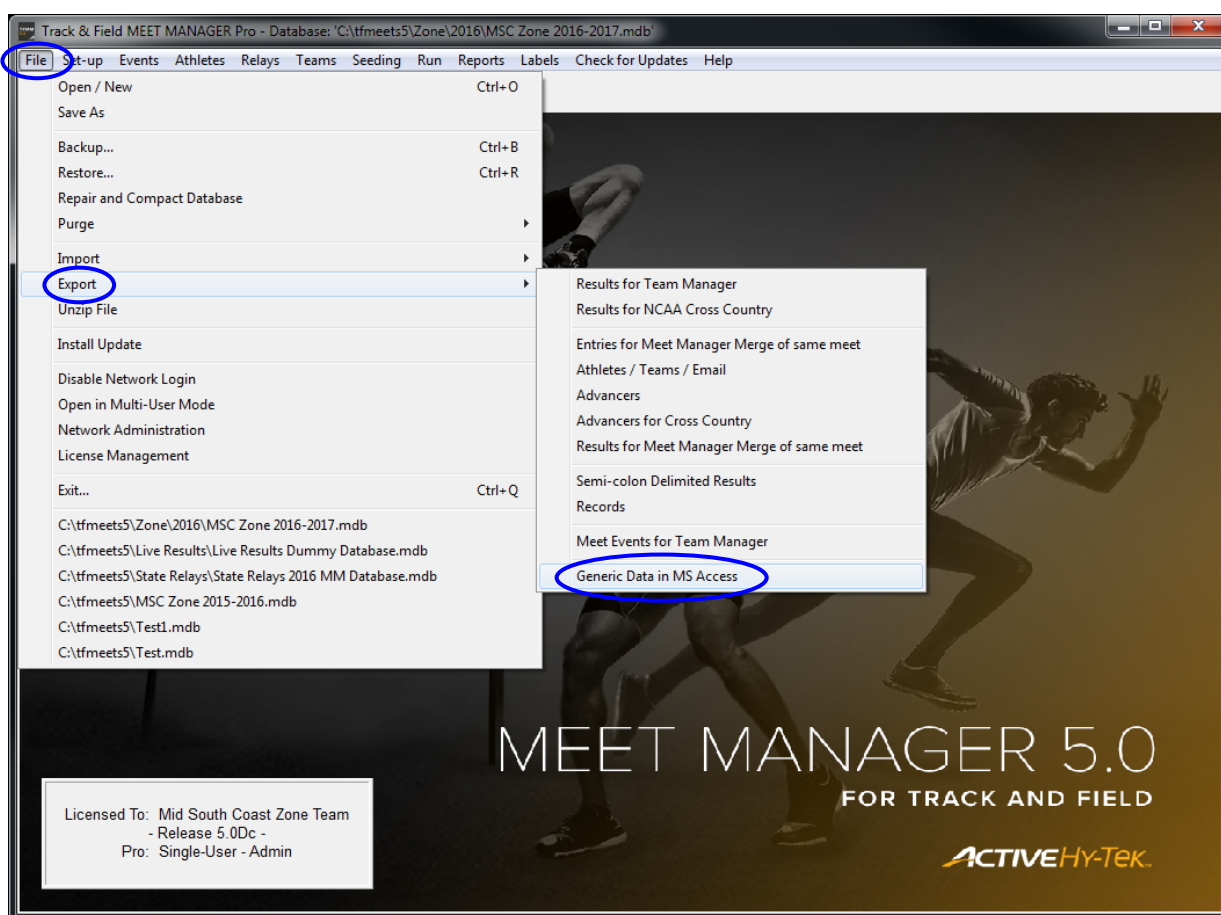 Track & Field MEET MANAGER Pro - Database: 'C:\tfmeets5\Zone\2016\MSC Zone 2016-2017.mdb'
File Set-up Events Athletes Relays Teams Seeding Run Reports Labels Check for Updates Help
Open / New Ctrl+O
Save As
Backup... Ctrl+B
Restore... Ctrl+R
Repair and Compact Database
Purge
Import
Export
Unzip File
Install Update
Disable Network Login
Open in Multi-User Mode
Network Administration
License Management
Exit... Ctrl+Q
C:\tfmeets5\Zone\2016\MSC Zone 2016-2017.mdb
C:\tfmeets5\Live Results\Live Results Dummy Database.mdb
C:\tfmeets5\State Relays\State Relays 2016 MM Database.mdb
C:\tfmeets5\MSC Zone 2015-2016.mdb
C:\tfmeets5\Test1.mdb
C:\tfmeets5\Test.mdb
Results for Team Manager
Results for NCAA Cross Country
Entries for Meet Manager Merge of same meet
Athletes / Teams / Email
Advancers
Advancers for Cross Country
Results for Meet Manager Merge of same meet
Semi-colon Delimited Results
Records
Meet Events for Team Manager
Generic Data in MS Access
MEET MANAGER 5.0
FOR TRACK AND FIELD
ACTIVEHy-Tek
Licensed To: Mid South Coast Zone Team
- Release 5.0Dc -
Pro: Single-User - Admin